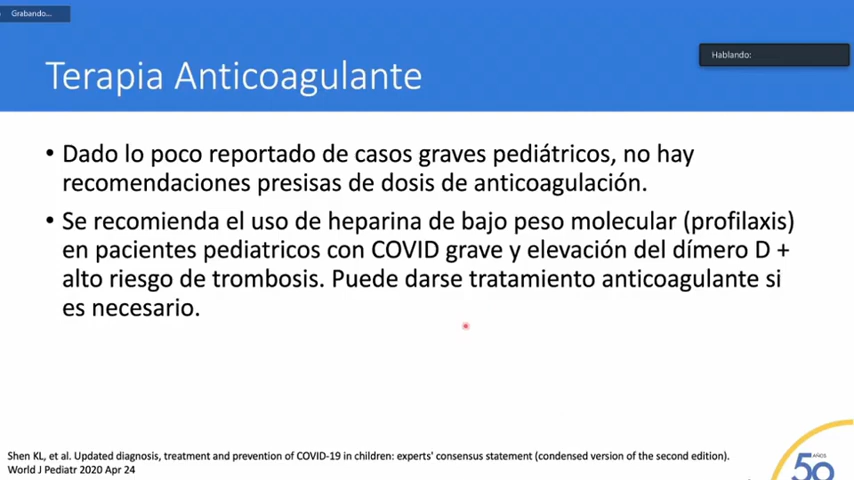 Grabando...
Hablando:
Terapia Anticoagulante
• Dado lo poco reportado de casos graves pediátricos, no hay
recomendaciones presisas de dosis de anticoagulación.
• Se recomienda el uso de heparina de bajo peso molecular (profilaxis)
en pacientes pediatricos con COVID grave y elevación del dímero D +
alto riesgo de trombosis. Puede darse tratamiento anticoagulante si
es necesario.
Shen KL, et al. Updated diagnosis, treatment and prevention of COVID-19 in children: experts' consensus statement (condensed version of the second edition).
World J Pediatr 2020 Apr 24
50 AÑOS